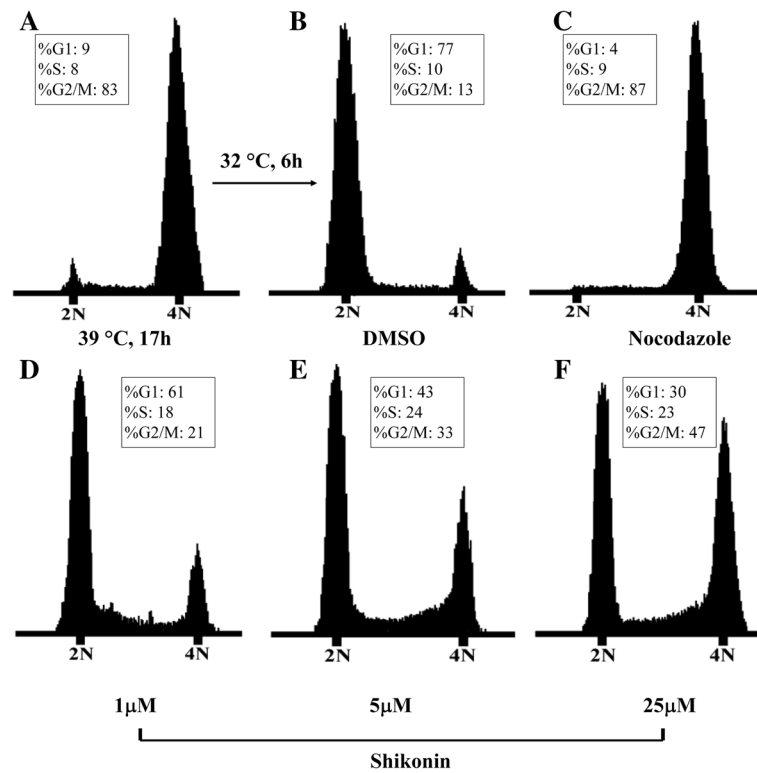 A
%G1: 9
%S: 8
%G2/M: 83
B
%G1: 77
%S: 10
%G2/M: 13
C
%G1: 4
%S: 9
%G2/M: 87
32 °C, 6h
2N 4N
2N 4N
2N 4N
39 °C, 17h
DMSO
Nocodazole
D
%G1: 61
%S: 18
%G2/M: 21
E
%G1: 43
%S: 24
%G2/M: 33
F
%G1: 30
%S: 23
%G2/M: 47
2N 4N
2N 4N
2N 4N
1μM
5μM
25μM
Shikonin